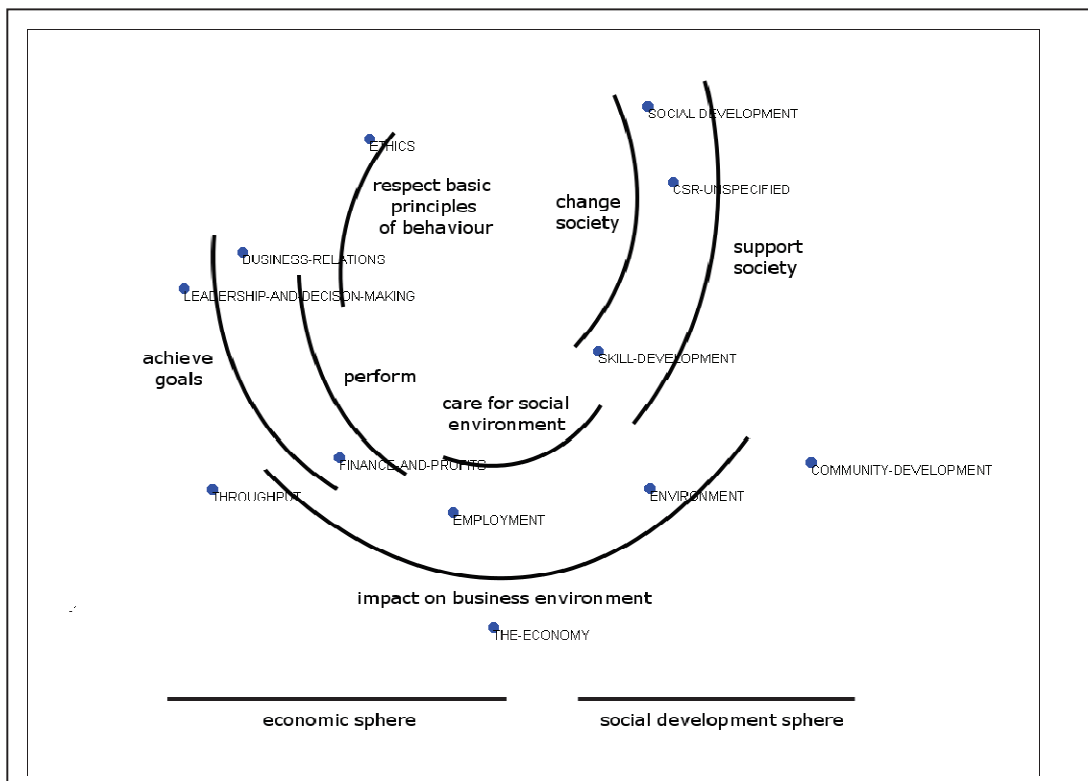 SOCIAL DEVELOPMENT
ETHICS
respect basic
principles
of behaviour
CSR-UNSPECIFIED
change
society
support
society
BUSINESS-RELATIONS
LEADERSHIP-AND-DECISON-MAKING
achieve
goals
SKILL-DEVELOPMENT
perform
care for social
environment
FINANCE-AND-PROFITS
COMMUNITY-DEVELOPMENT
THROUGHPUT
ENVIRONMENT
EMPLOYMENT
impact on business environment
THE-ECONOMY
economic sphere
social development sphere